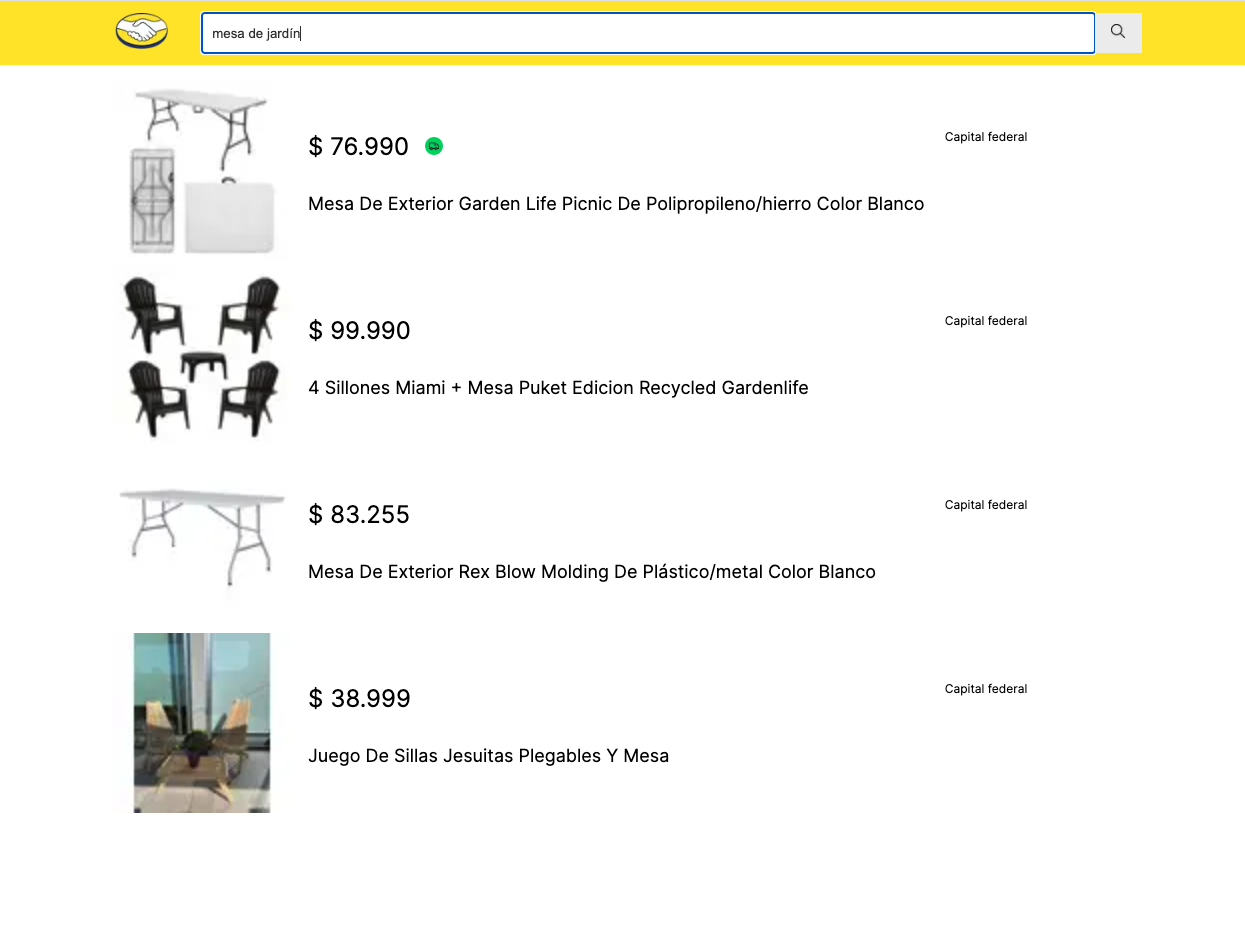 mesa de jardín
$ 76.990
Capital federal
Mesa De Exterior Garden Life Picnic De Polipropileno/hierro Color Blanco
$ 99.990
Capital federal
4 Sillones Miami + Mesa Puket Edicion Recycled Gardenlife
$ 83.255
Capital federal
Mesa De Exterior Rex Blow Molding De Plástico/metal Color Blanco
$ 38.999
Capital federal
Juego De Sillas Jesuitas Plegables Y Mesa